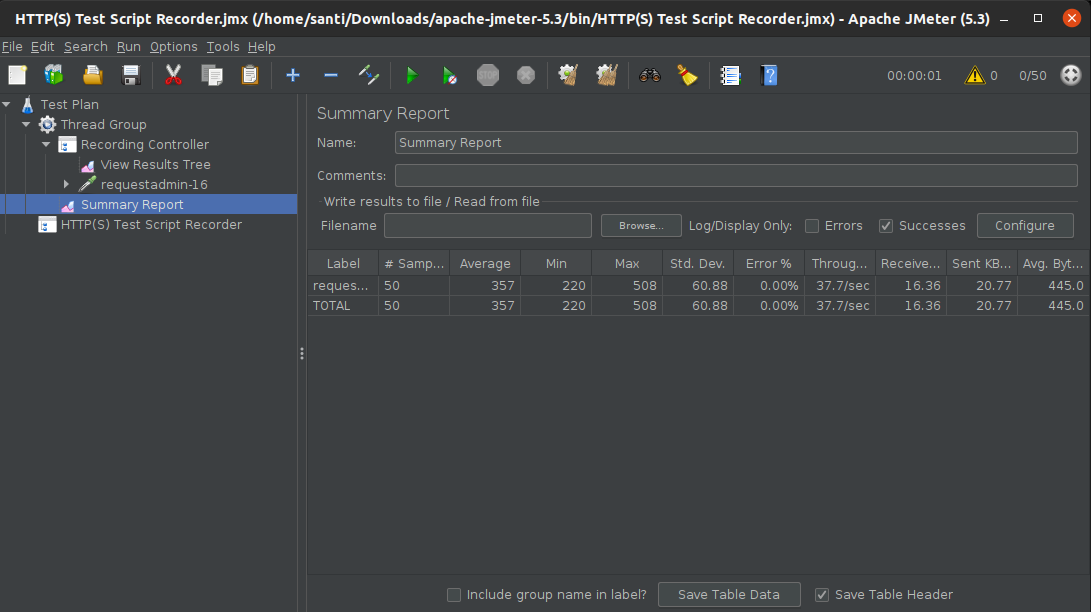 HTTP(S) Test Script Recorder.jmx (/home/santi/Downloads/apache-jmeter-5.3/bin/HTTP(S) Test Script Recorder.jmx) - Apache JMeter (5.3)
File Edit Search Run Options Tools Help
STOP 00:00:01 0 0/50
Test Plan
Thread Group
Recording Controller
View Results Tree
requestadmin-16
Summary Report
HTTP(S) Test Script Recorder
Summary Report
Name: Summary Report
Comments:
Write results to file / Read from file
Filename Browse... Log/Display Only: Errors Successes Configure
Label # Samp... Average Min Max Std. Dev. Error % Throug... Receive... Sent KB... Avg. Byt...
reques... 50 357 220 508 60.88 0.00% 37.7/sec 16.36 20.77 445.0
TOTAL 50 357 220 508 60.88 0.00% 37.7/sec 16.36 20.77 445.0
Include group name in label? Save Table Data Save Table Header